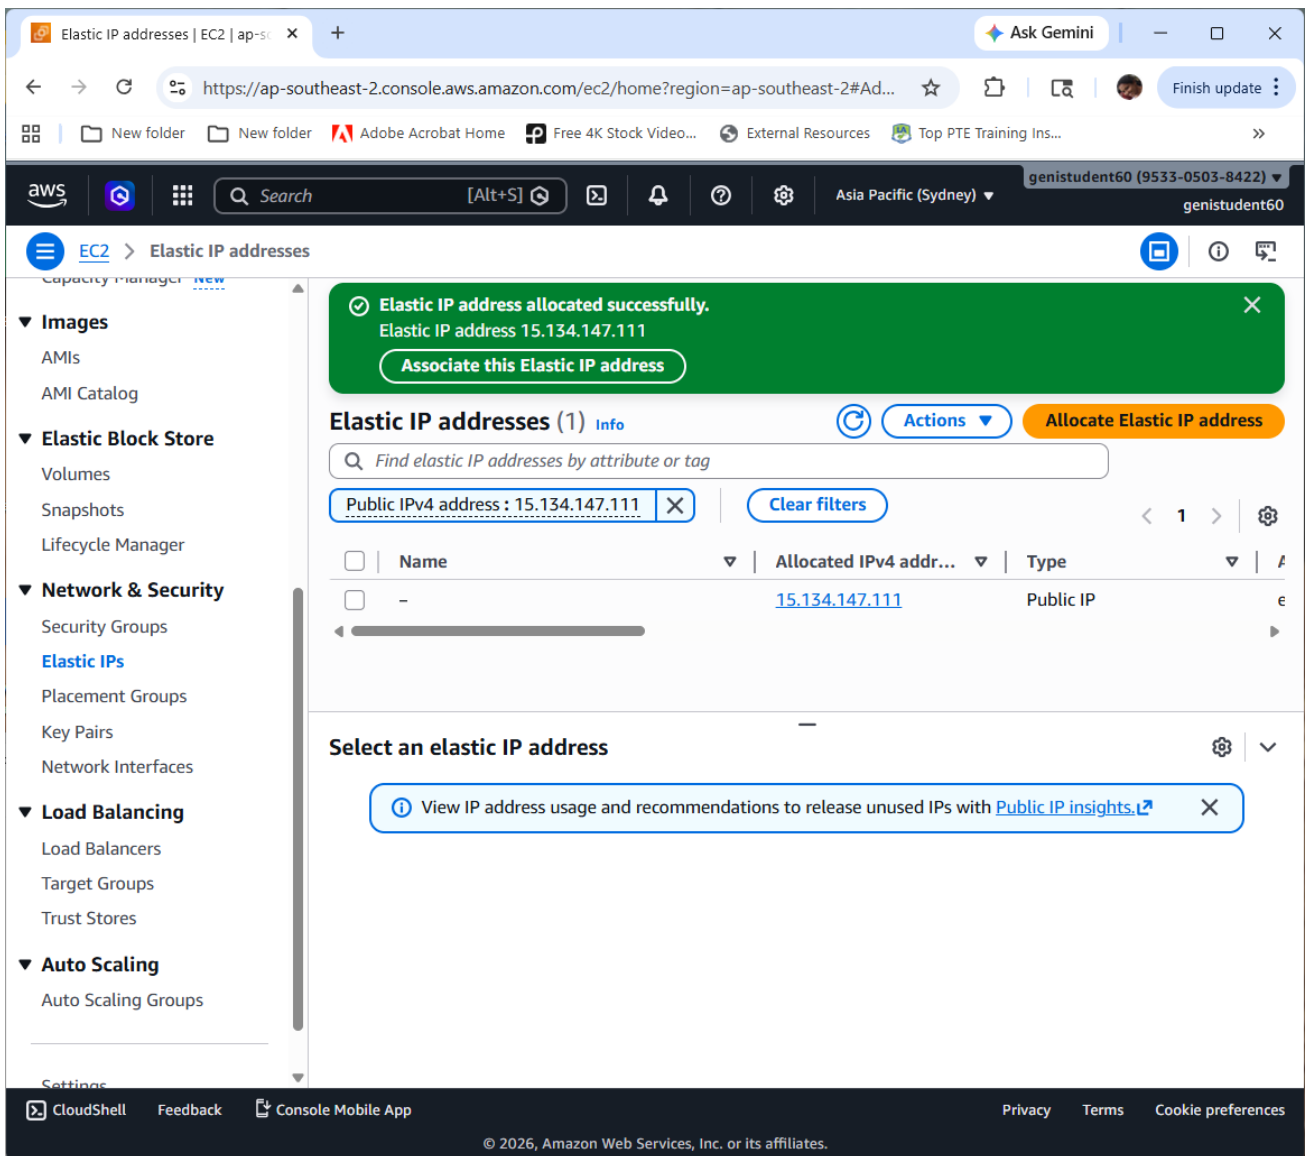 Elastic IP addresses | EC2 | ap-so
Ask Gemini
https://ap-southeast-2.console.aws.amazon.com/ec2/home?region=ap-southeast-2#Ad...
Finish update
New folder
New folder
Adobe Acrobat Home
Free 4K Stock Video...
External Resources
Top PTE Training Ins...
aws
Search
[Alt+S]
Asia Pacific (Sydney)
genistudent60 (9533-0503-8422)
genistudent60
EC2
Elastic IP addresses
Capacity Manager New
Images
AMIs
AMI Catalog
Elastic Block Store
Volumes
Snapshots
Lifecycle Manager
Network & Security
Security Groups
Elastic IPs
Placement Groups
Key Pairs
Network Interfaces
Load Balancing
Load Balancers
Target Groups
Trust Stores
Auto Scaling
Auto Scaling Groups
Settings
Elastic IP address allocated successfully.
Elastic IP address 15.134.147.111
Associate this Elastic IP address
Elastic IP addresses (1) Info
Actions
Allocate Elastic IP address
Find elastic IP addresses by attribute or tag
Public IPv4 address : 15.134.147.111
Clear filters
1
Name
Allocated IPv4 addr...
Type
A
–
15.134.147.111
Public IP
e
Select an elastic IP address
View IP address usage and recommendations to release unused IPs with Public IP insights.
CloudShell
Feedback
Console Mobile App
Privacy
Terms
Cookie preferences
© 2026, Amazon Web Services, Inc. or its affiliates.